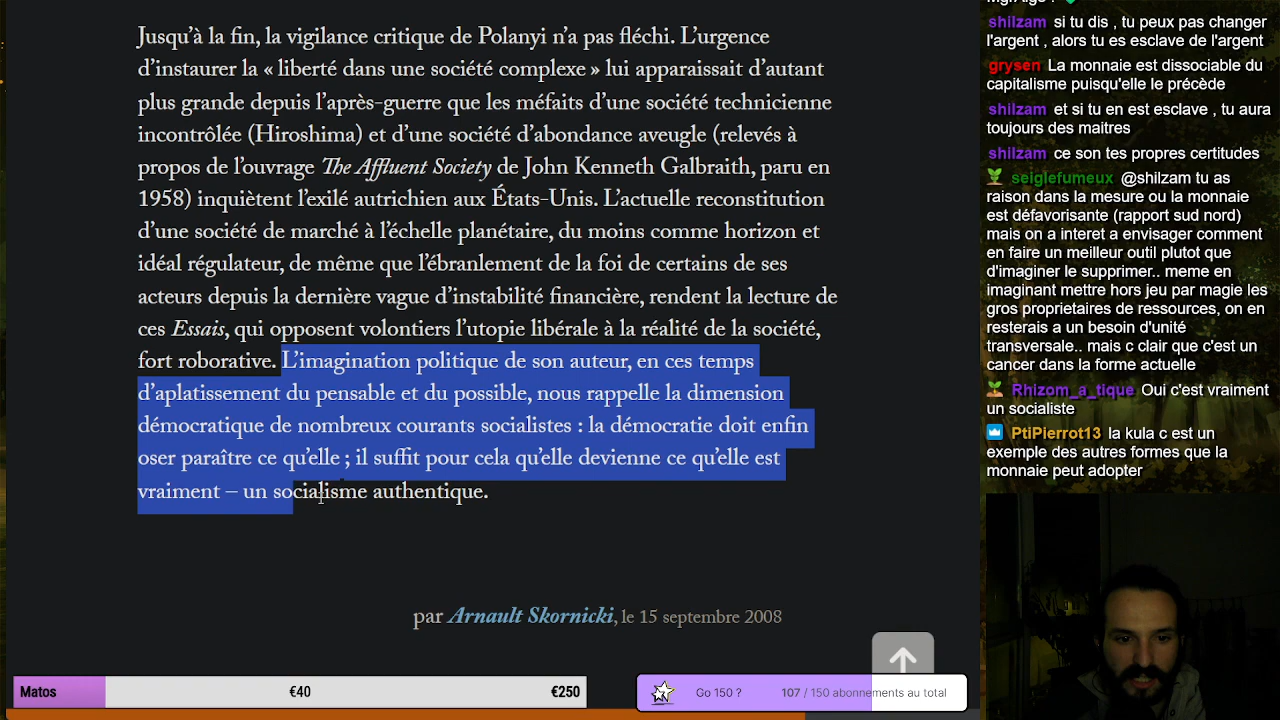 Jusqu’à la fin, la vigilance critique de Polanyi n’a pas fléchi. L’urgence
d’instaurer la « liberté dans une société complexe » lui apparaissait d’autant
plus grande depuis l’après-guerre que les méfaits d’une société technicienne
incontrôlée (Hiroshima) et d’une société d’abondance aveugle (relevés à
propos de l’ouvrage The Affluent Society de John Kenneth Galbraith, paru en
1958) inquiètent l’exilé autrichien aux États-Unis. L’actuelle reconstitution
d’une société de marché à l’échelle planétaire, du moins comme horizon et
idéal régulateur, de même que l’ébranlement de la foi de certains de ses
acteurs depuis la dernière vague d’instabilité financière, rendent la lecture de
ces Essais, qui opposent volontiers l’utopie libérale à la réalité de la société,
fort roborative. L’imagination politique de son auteur, en ces temps
d’aplatissement du pensable et du possible, nous rappelle la dimension
démocratique de nombreux courants socialistes : la démocratie doit enfin
oser paraître ce qu’elle ; il suffit pour cela qu’elle devienne ce qu’elle est
vraiment – un socialisme authentique.
par Arnault Skornicki, le 15 septembre 2008
Matos
€40
€250
Go 150 ?
107 / 150 abonnements au total
shilzam si tu dis , tu peux pas changer
l'argent , alors tu es esclave de l'argent
grysen La monnaie est dissociable du
capitalisme puisqu'elle le précède
shilzam et si tu en est esclave , tu aura
toujours des maitres
shilzam ce son tes propres certitudes
seiglefumeux @shilzam tu as
raison dans la mesure ou la monnaie
est défavorisante (rapport sud nord)
mais on a interet a envisager comment
en faire un meilleur outil plutot que
d'imaginer le supprimer.. meme en
imaginant mettre hors jeu par magie les
gros proprietaires de ressources, on en
resterais a un besoin d'unité
transversale.. mais c clair que c'est un
cancer dans la forme actuelle
Rhizom_a_tique Oui c'est vraiment
un socialiste
PtiPierrot13 la kula c est un
exemple des autres formes que la
monnaie peut adopter